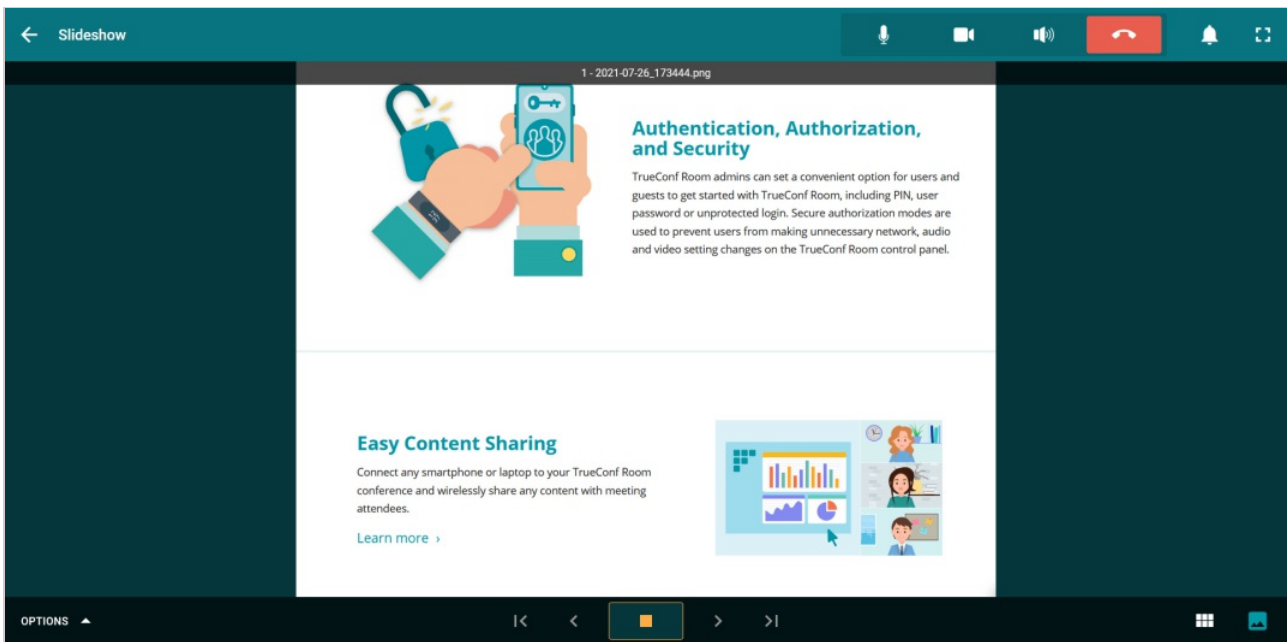 Slideshow
1 - 2021-07-26_173444.png
Authentication, Authorization,
and Security
TrueConf Room admins can set a convenient option for users and
guests to get started with TrueConf Room, including PIN, user
password or unprotected login. Secure authorization modes are
used to prevent users from making unnecessary network, audio
and video setting changes on the TrueConf Room control panel.
Easy Content Sharing
Connect any smartphone or laptop to your TrueConf Room
conference and wirelessly share any content with meeting
attendees.
Learn more ›
OPTIONS